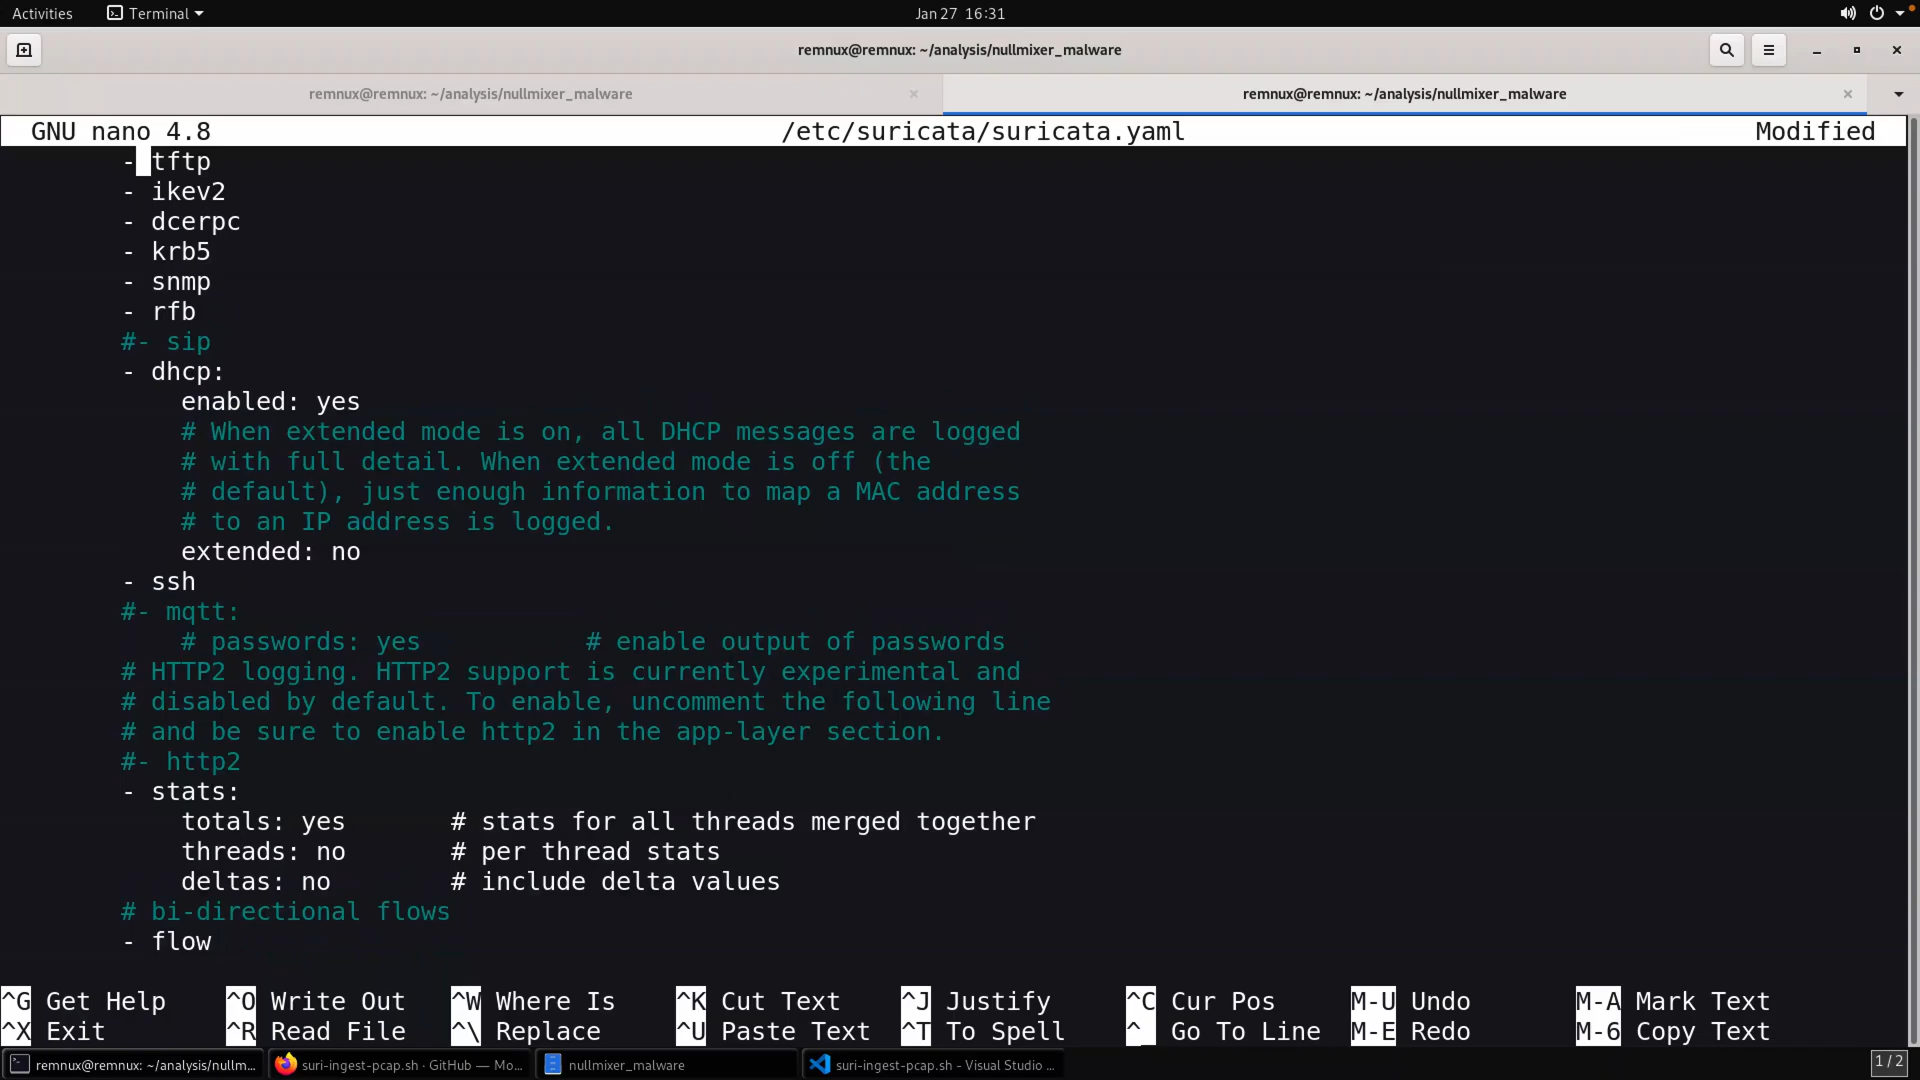 Activities Terminal Jan 27 16:31
remnux@remnux: ~/analysis/nullmixer_malware
remnux@remnux: ~/analysis/nullmixer_malware remnux@remnux: ~/analysis/nullmixer_malware
GNU nano 4.8 /etc/suricata/suricata.yaml Modified
- tftp
- ikev2
- dcerpc
- krb5
- snmp
- rfb
#- sip
- dhcp:
enabled: yes
# When extended mode is on, all DHCP messages are logged
# with full detail. When extended mode is off (the
# default), just enough information to map a MAC address
# to an IP address is logged.
extended: no
- ssh
#- mqtt:
# passwords: yes # enable output of passwords
# HTTP2 logging. HTTP2 support is currently experimental and
# disabled by default. To enable, uncomment the following line
# and be sure to enable http2 in the app-layer section.
#- http2
- stats:
totals: yes # stats for all threads merged together
threads: no # per thread stats
deltas: no # include delta values
# bi-directional flows
- flow
^G Get Help ^O Write Out ^W Where Is ^K Cut Text ^J Justify ^C Cur Pos M-U Undo M-A Mark Text
^X Exit ^R Read File ^\ Replace ^U Paste Text ^T To Spell ^_ Go To Line M-E Redo M-6 Copy Text
remnux@remnux: ~/analysis/nullm... suri-ingest-pcap.sh · GitHub — Mo... nullmixer_malware suri-ingest-pcap.sh - Visual Studio ... 1 / 2